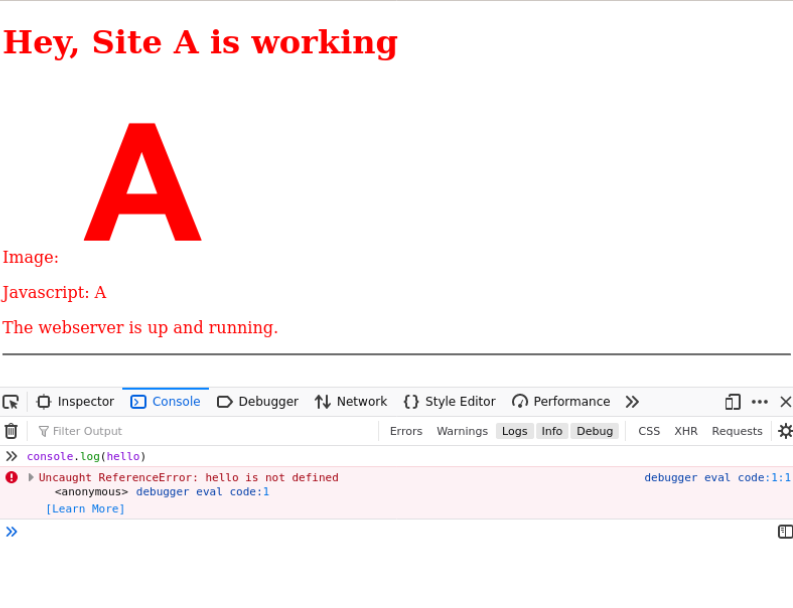 Hey, Site A is working
A
Image:
Javascript: A
The webserver is up and running.
Inspector Console Debugger Network Style Editor Performance
Filter Output Errors Warnings Logs Info Debug CSS XHR Requests
console.log(hello)
Uncaught ReferenceError: hello is not defined debugger eval code:1:1
<anonymous> debugger eval code:1
[Learn More]